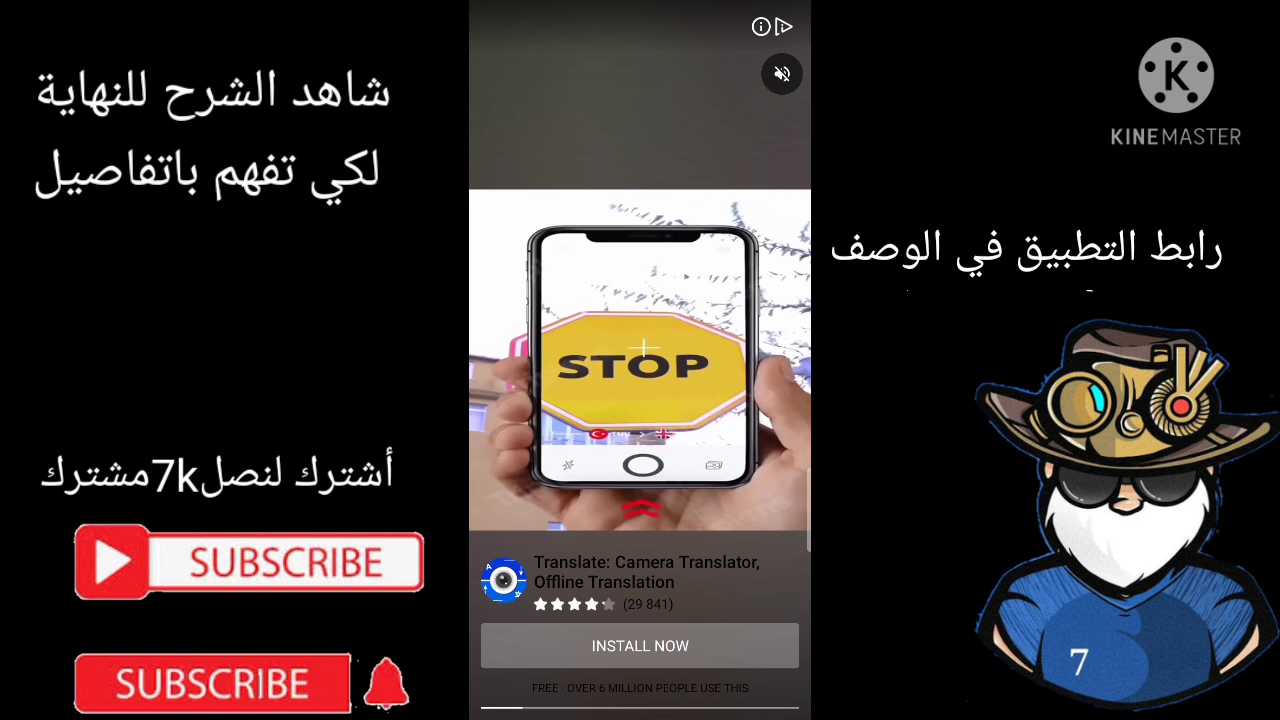 شاهد الشرح للنهاية
لكي تفهم باتفاصيل
أشترك لنصل7kمشترك
SUBSCRIBE
SUBSCRIBE
STOP
Translate: Camera Translator,
Offline Translation
(29 841)
INSTALL NOW
FREE · OVER 6 MILLION PEOPLE USE THIS
K
KINEMASTER
رابط التطبيق في الوصف
7